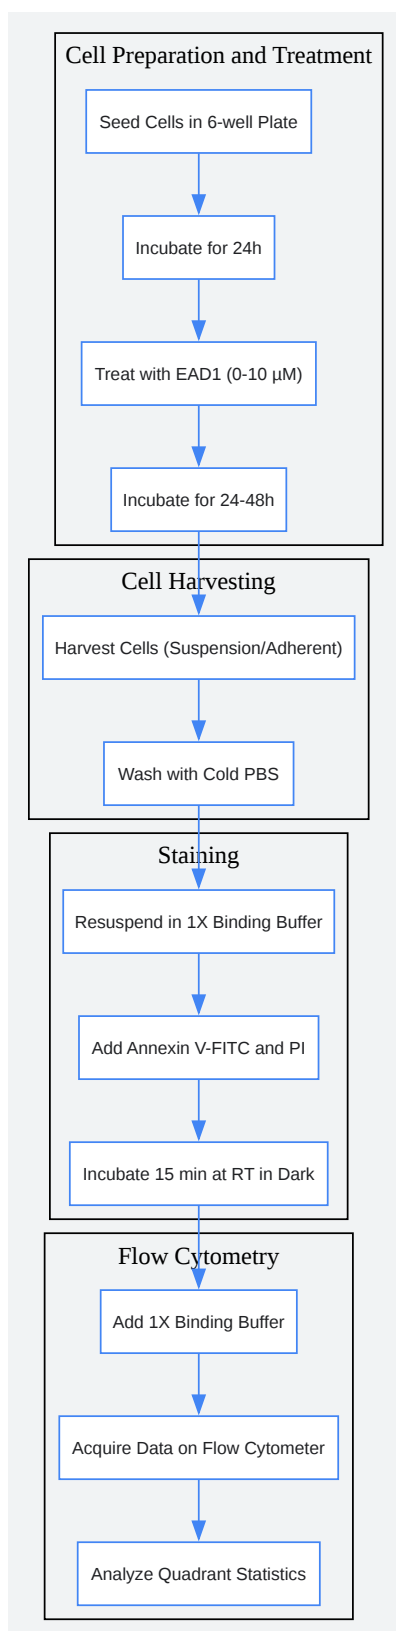 Cell Preparation and Treatment
Seed Cells in 6-well Plate
Incubate for 24h
Treat with EAD1 (0-10 µM)
Incubate for 24-48h
Cell Harvesting
Harvest Cells (Suspension/Adherent)
Wash with Cold PBS
Staining
Resuspend in 1X Binding Buffer
Add Annexin V-FITC and PI
Incubate 15 min at RT in Dark
Flow Cytometry
Add 1X Binding Buffer
Acquire Data on Flow Cytometer
Analyze Quadrant Statistics